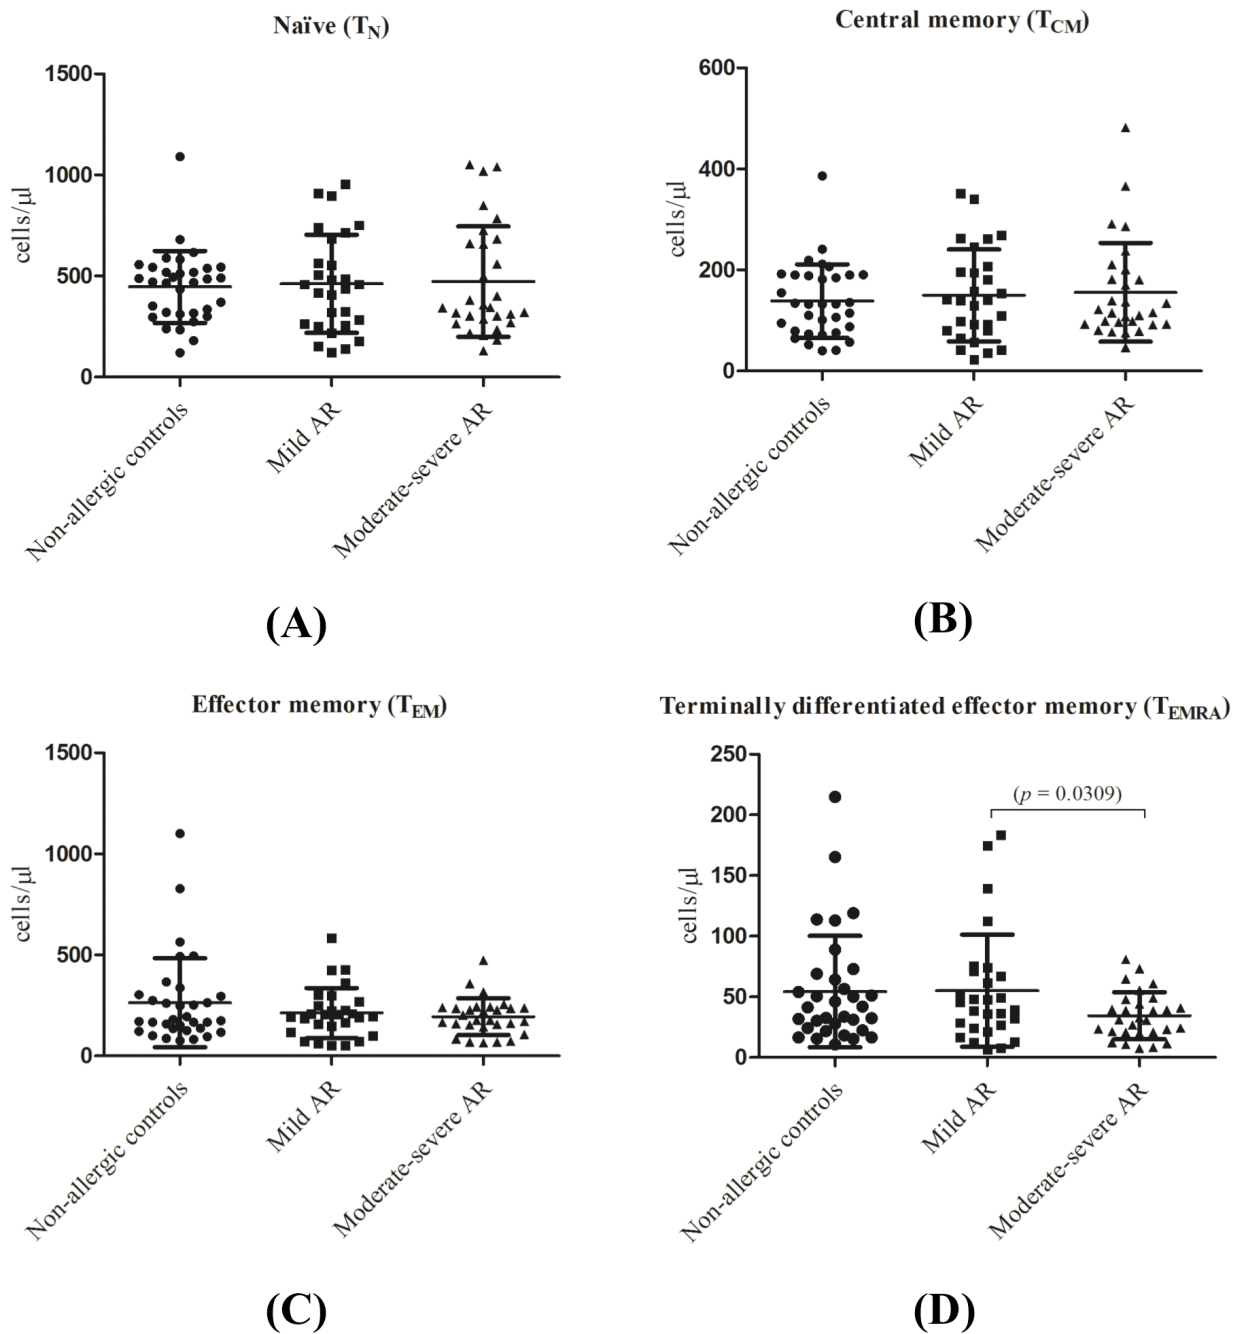 Naïve (TN)
1500
1000
500
0
cells/μl
Non-allergic controls
Mild AR
Moderate-severe AR
(A)
Central memory (TCM)
600
400
200
0
cells/μl
Non-allergic controls
Mild AR
Moderate-severe AR
(B)
Effector memory (TEM)
1500
1000
500
0
cells/μl
Non-allergic controls
Mild AR
Moderate-severe AR
(C)
Terminally differentiated effector memory (TEMRA)
250
200
150
100
50
0
cells/μl
(p = 0.0309)
Non-allergic controls
Mild AR
Moderate-severe AR
(D)